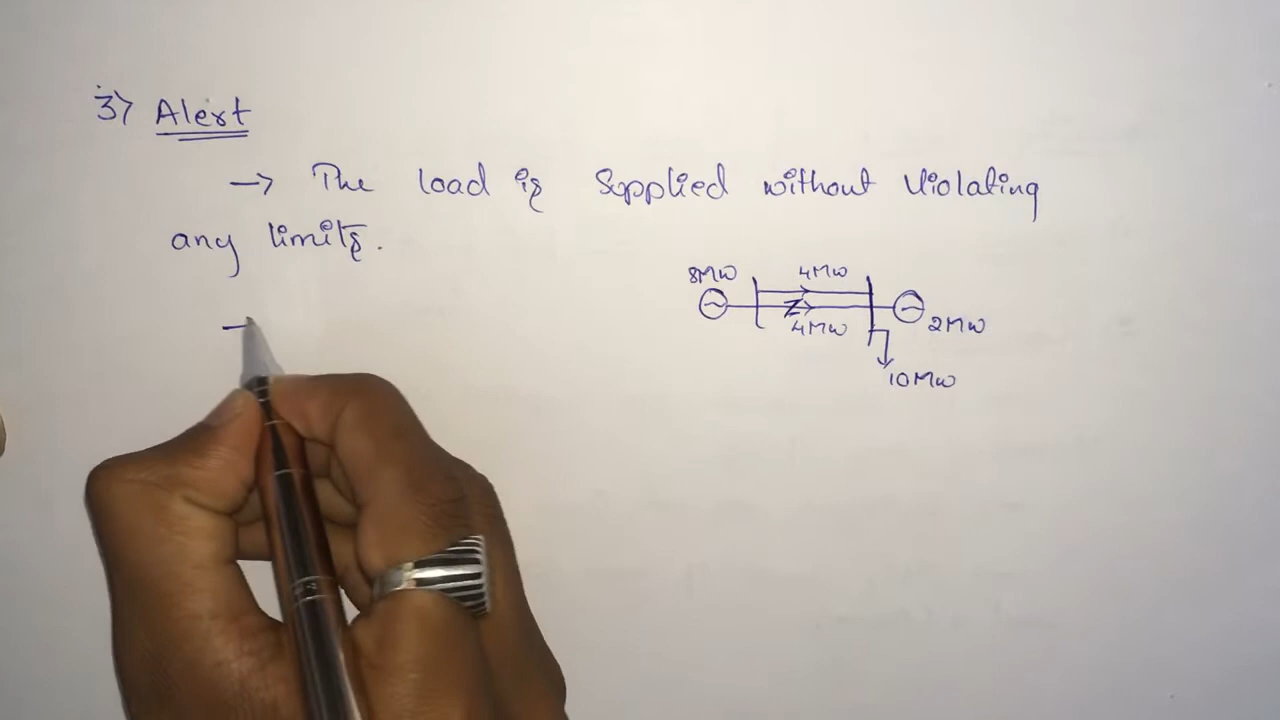 3) Alert
→ The load is supplied without violating
any limits.
8MW
4MW
4MW
2MW
10MW